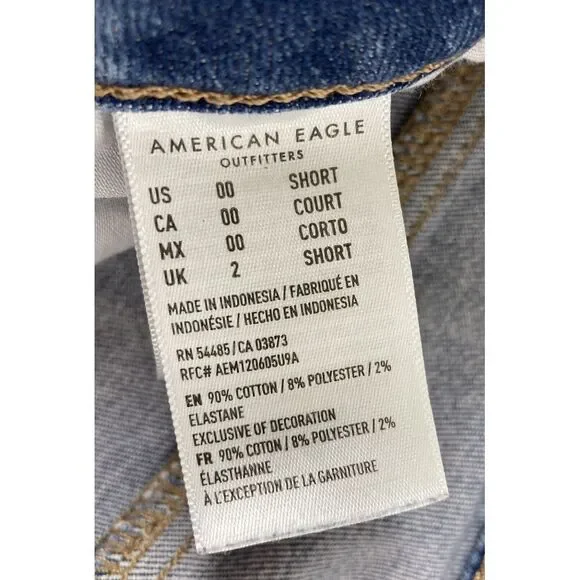 AMERICAN EAGLE
OUTFITTERS
US 00 SHORT
CA 00 COURT
MX 00 CORTO
UK 2 SHORT
MADE IN INDONESIA / FABRIQUÉ EN
INDONÉSIE / HECHO EN INDONESIA
RN 54485/CA 03873
RFC# AEM120605U9A
EN 90% COTTON / 8% POLYESTER / 2%
ELASTANE
EXCLUSIVE OF DECORATION
FR 90% COTON / 8% POLYESTER / 2%
ÉLASTHANNE
À L'EXCEPTION DE LA GARNITURE